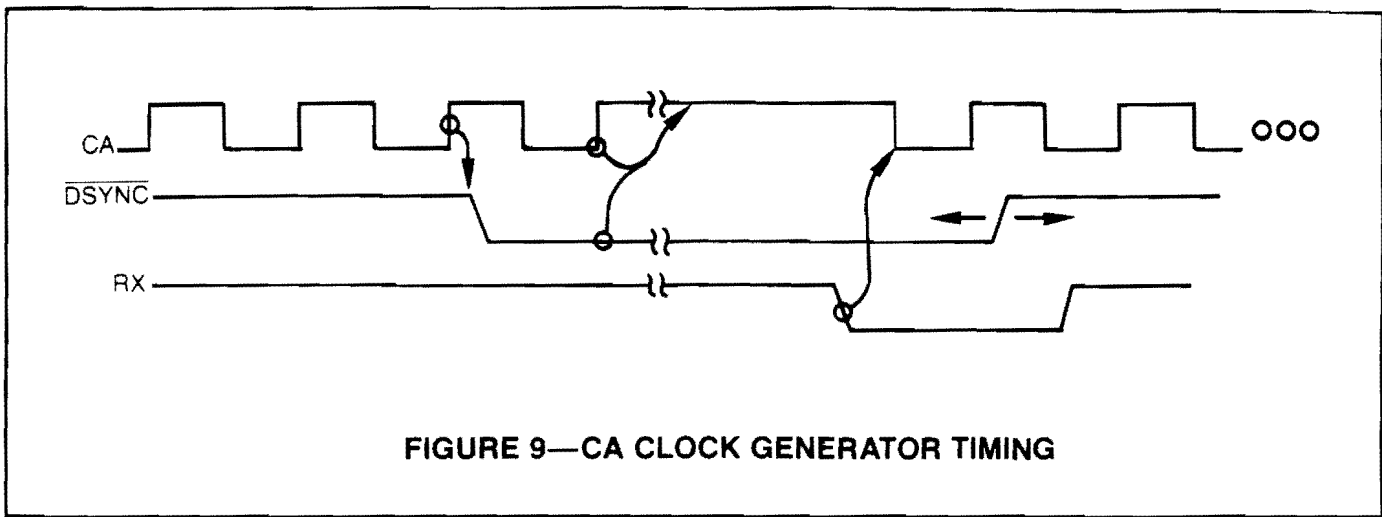 CA
DSYNC
RX
FIGURE 9—CA CLOCK GENERATOR TIMING